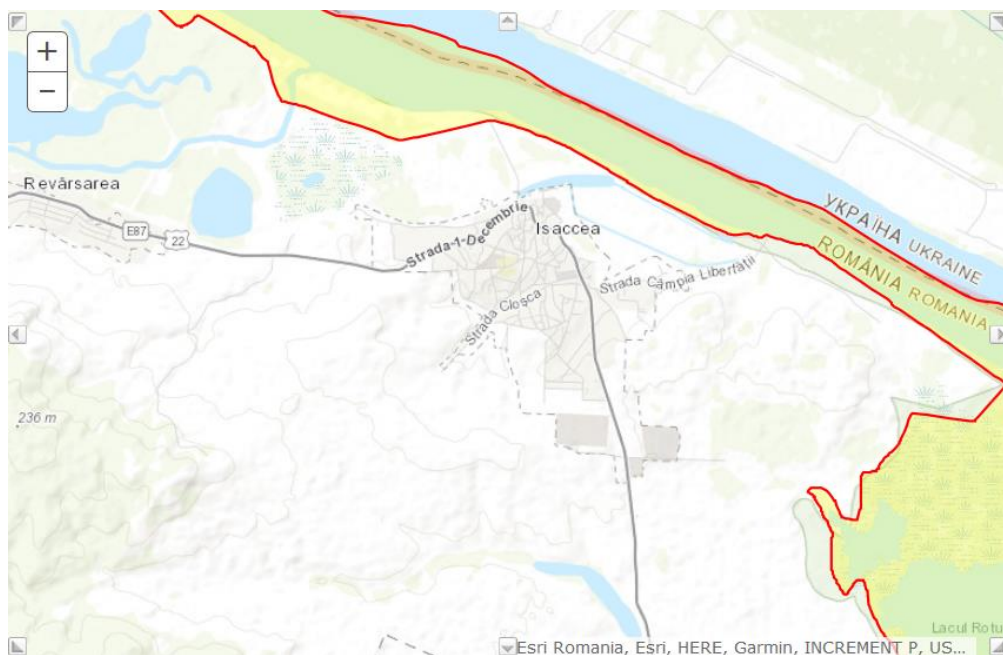 +
−
Revărsarea
E87
22
Strada-1-Decembrie
Isaccea
Strada Câmpia Libertății
Strada Cloșca
УКРАЇНА UKRAINE
ROMÂNIA ROMANIA
236 m
Lacul Rotu
Esri Romania, Esri, HERE, Garmin, INCREMENT P, US...